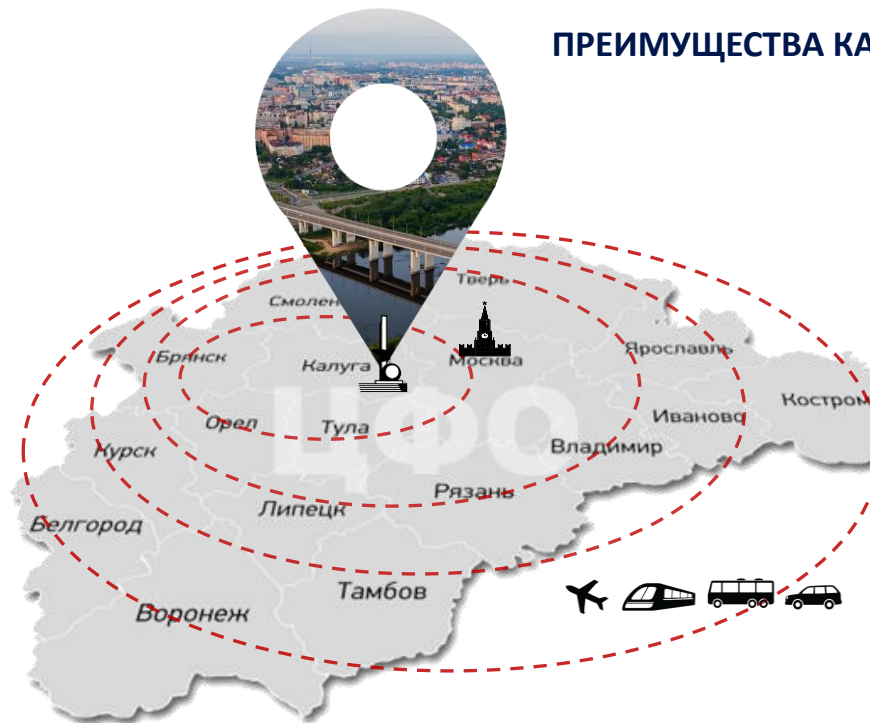 ПРЕИМУЩЕСТВА КА
Тверь
Смолен
Брянск
Калуга
Москва
Ярославль
Костром
Орел
Тула
ЦФО
Иваново
Курск
Владимир
Рязань
Липецк
Белгород
Тамбов
Воронеж